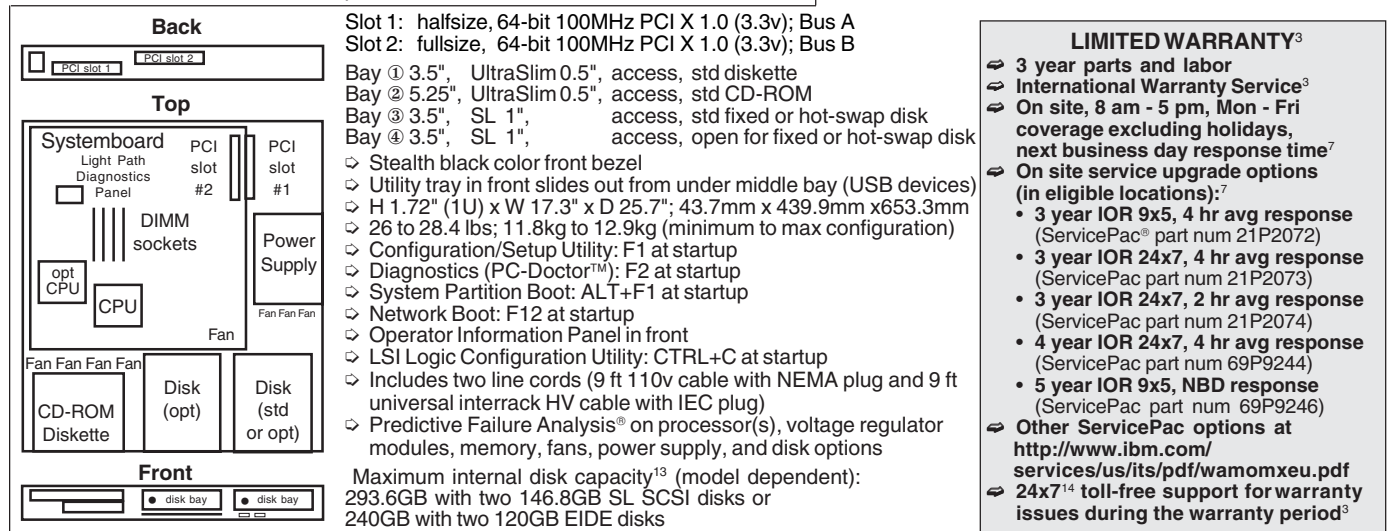 Back
PCI slot 1
PCI slot 2
Top
Systemboard
Light Path
Diagnostics
Panel
PCI
slot
#2
PCI
slot
#1
DIMM
sockets
Power
Supply
opt
CPU
CPU
Fan Fan Fan
Fan
Fan Fan Fan Fan
CD-ROM
Diskette
Disk
(opt)
Disk
(std
or opt)
Front
disk bay
disk bay
Slot 1: halfsize, 64-bit 100MHz PCI X 1.0 (3.3v); Bus A
Slot 2: fullsize, 64-bit 100MHz PCI X 1.0 (3.3v); Bus B
Bay ① 3.5", UltraSlim 0.5", access, std diskette
Bay ② 5.25", UltraSlim 0.5", access, std CD-ROM
Bay ③ 3.5", SL 1", access, std fixed or hot-swap disk
Bay ④ 3.5", SL 1", access, open for fixed or hot-swap disk
➪ Stealth black color front bezel
➪ Utility tray in front slides out from under middle bay (USB devices)
➪ H 1.72" (1U) x W 17.3" x D 25.7"; 43.7mm x 439.9mm x653.3mm
➪ 26 to 28.4 lbs; 11.8kg to 12.9kg (minimum to max configuration)
➪ Configuration/Setup Utility: F1 at startup
➪ Diagnostics (PC-Doctor™): F2 at startup
➪ System Partition Boot: ALT+F1 at startup
➪ Network Boot: F12 at startup
➪ Operator Information Panel in front
➪ LSI Logic Configuration Utility: CTRL+C at startup
➪ Includes two line cords (9 ft 110v cable with NEMA plug and 9 ft
universal interrack HV cable with IEC plug)
➪ Predictive Failure Analysis® on processor(s), voltage regulator
modules, memory, fans, power supply, and disk options
Maximum internal disk capacity¹³ (model dependent):
293.6GB with two 146.8GB SL SCSI disks or
240GB with two 120GB EIDE disks
LIMITED WARRANTY³
➫ 3 year parts and labor
➫ International Warranty Service³
➫ On site, 8 am - 5 pm, Mon - Fri
coverage excluding holidays,
next business day response time⁷
➫ On site service upgrade options
(in eligible locations):⁷
• 3 year IOR 9x5, 4 hr avg response
(ServicePac® part num 21P2072)
• 3 year IOR 24x7, 4 hr avg response
(ServicePac part num 21P2073)
• 3 year IOR 24x7, 2 hr avg response
(ServicePac part num 21P2074)
• 4 year IOR 24x7, 4 hr avg response
(ServicePac part num 69P9244)
• 5 year IOR 9x5, NBD response
(ServicePac part num 69P9246)
➫ Other ServicePac options at
http://www.ibm.com/
services/us/its/pdf/wamomxeu.pdf
➫ 24x7¹⁴ toll-free support for warranty
issues during the warranty period³